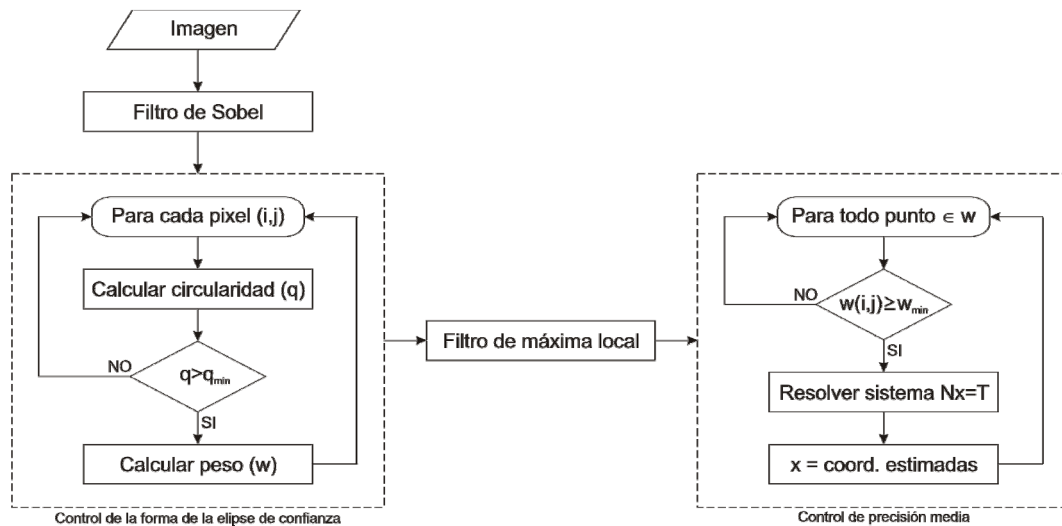 Imagen
Filtro de Sobel
Para cada pixel (i,j)
Calcular circularidad (q)
NO
q>qmin
SI
Calcular peso (w)
Control de la forma de la elipse de confianza
Filtro de máxima local
Para todo punto ∈ w
NO
w(i,j)≥wmin
SI
Resolver sistema Nx=T
x = coord. estimadas
Control de precisión media